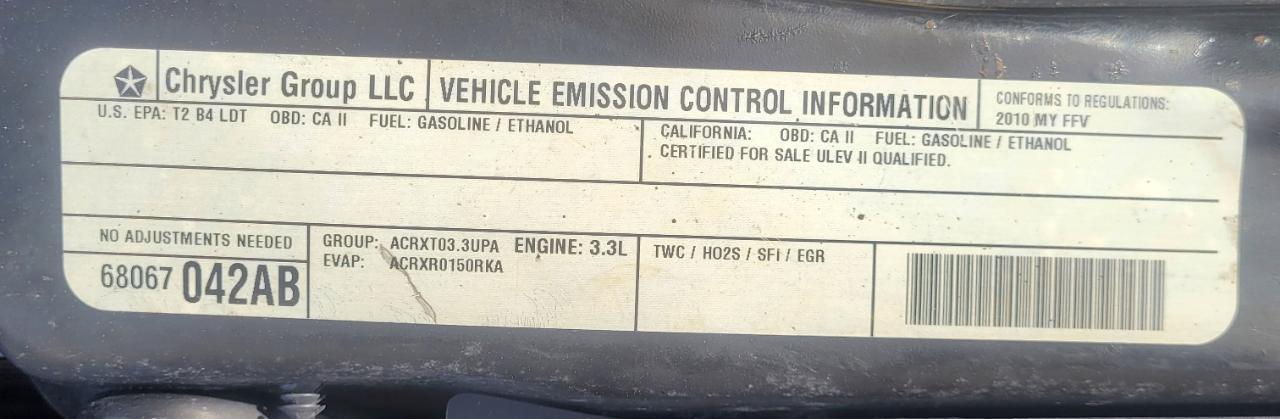 Chrysler Group LLC
VEHICLE EMISSION CONTROL INFORMATION
CONFORMS TO REGULATIONS:
2010 MY FFV
U.S. EPA: T2 B4 LDT OBD: CA II FUEL: GASOLINE / ETHANOL
CALIFORNIA: OBD: CA II FUEL: GASOLINE / ETHANOL
CERTIFIED FOR SALE ULEV II QUALIFIED.
NO ADJUSTMENTS NEEDED
68067 042AB
GROUP: ACRXT03.3UPA ENGINE: 3.3L
EVAP: ACRXR0150RKA
TWC / HO2S / SFI / EGR